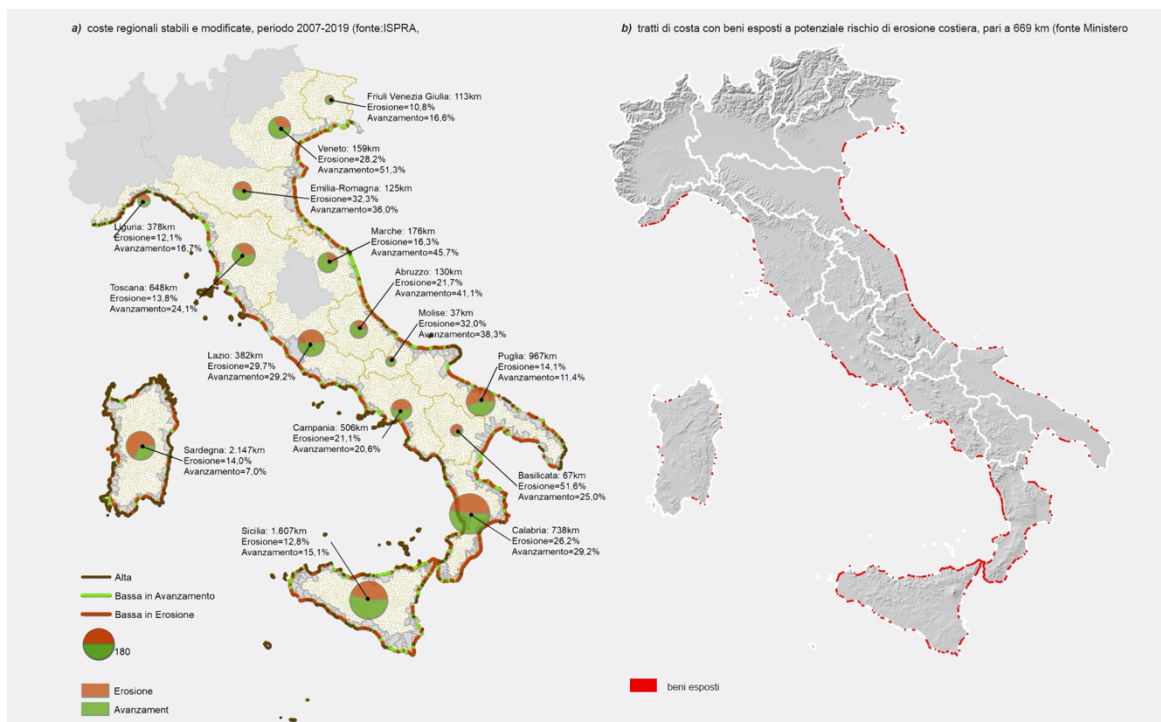 a) coste regionali stabili e modificate, periodo 2007-2019 (fonte:ISPRA,
Friuli Venezia Giulia: 113km
Erosione=10,8%
Avanzamento=16,6%
Veneto: 159km
Erosione=28,2%
Avanzamento=51,3%
Emilia-Romagna: 125km
Erosione=32,3%
Avanzamento=36,0%
Liguria: 378km
Erosione=12,1%
Avanzamento=16,7%
Marche: 176km
Erosione=16,3%
Avanzamento=45,7%
Abruzzo: 130km
Erosione=21,7%
Avanzamento=41,1%
Toscana: 648km
Erosione=13,8%
Avanzamento=24,1%
Molise: 37km
Erosione=32,0%
Avanzamento=38,3%
Lazio: 382km
Erosione=29,7%
Avanzamento=29,2%
Puglia: 967km
Erosione=14,1%
Avanzamento=11,4%
Campania: 506km
Erosione=21,1%
Avanzamento=20,6%
Sardegna: 2.147km
Erosione=14,0%
Avanzamento=7,0%
Basilicata: 67km
Erosione=51,6%
Avanzamento=25,0%
Sicilia: 1.607km
Erosione=12,8%
Avanzamento=15,1%
Calabria: 738km
Erosione=26,2%
Avanzamento=29,2%
Alta
Bassa in Avanzamento
Bassa in Erosione
180
Erosione
Avanzament
b) tratti di costa con beni esposti a potenziale rischio di erosione costiera, pari a 669 km (fonte Ministero
beni esposti